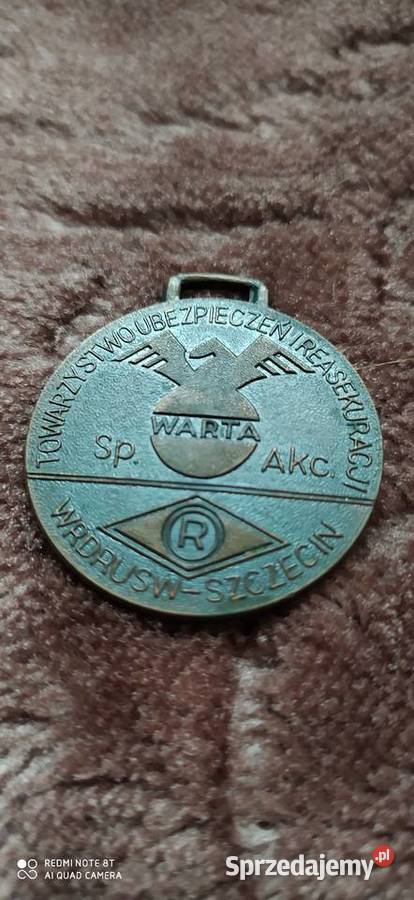 TOWARZYSTWO UBEZPIECZEŃ I REASEKURACJI
WARTA
Sp. AKc.
R
WRDRUSW-SZCZECIN
REDMI NOTE 8T
AI QUAD CAMERA
Sprzedajemy.pl